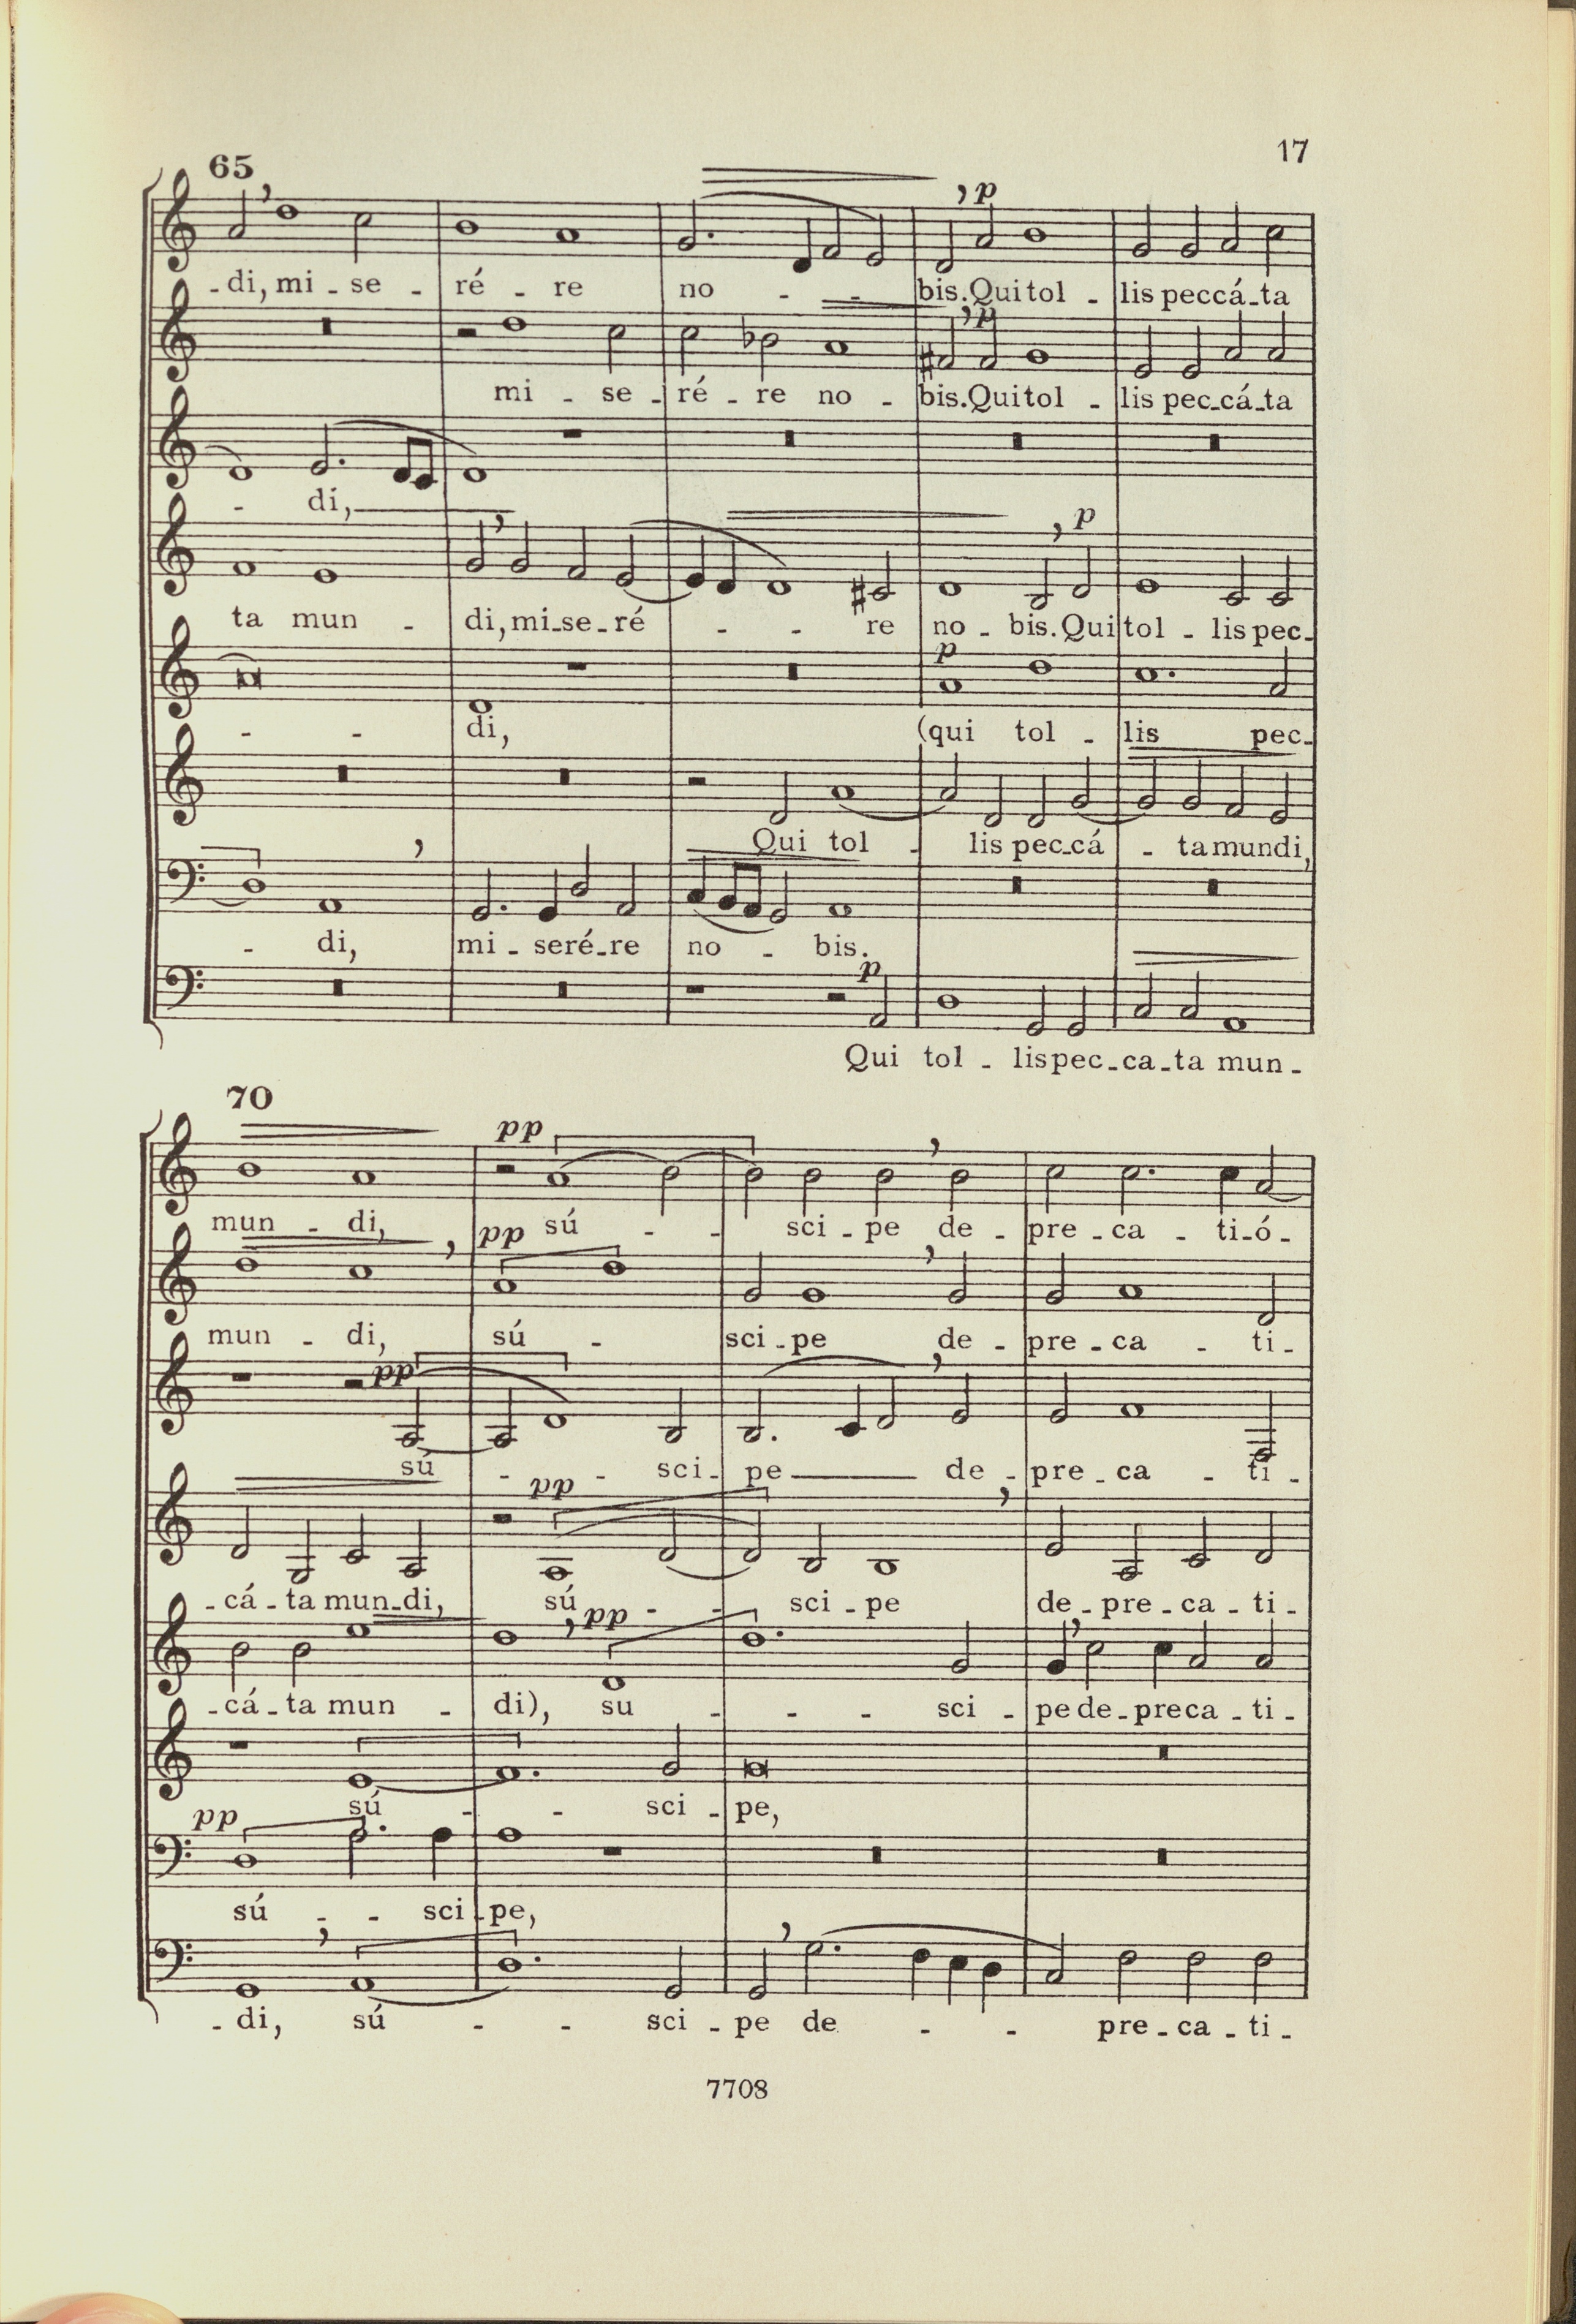 17
65
p
- di, mi - se - ré - re no - - bis. Qui tol - lis peccá - ta
p
mi - se - ré - re no - bis. Qui tol - lis pec - cá - ta
- di,
p
ta mun - di, mi - se - ré - - re no - bis. Qui tol - lis pec -
p
- - di, (qui tol - lis pec -
Qui tol - lis pec - cá - ta mundi,
- di, mi - seré - re no - bis.
p
Qui tol - lis pec - ca - ta mun -
70
pp
mun - di, sú - - sci - pe de - pre - ca - ti - ó -
pp
mun - di, sú - sci - pe de - pre - ca - ti -
pp
sú - - sci - pe de - pre - ca - ti -
pp
- cá - ta mun - di, sú - - sci - pe de - pre - ca - ti -
pp
- cá - ta mun - di), su - - - sci - pe de - preca - ti -
sú - - sci - pe,
pp
sú - - sci - pe,
- di, sú - - sci - pe de - - pre - ca - ti -
7708